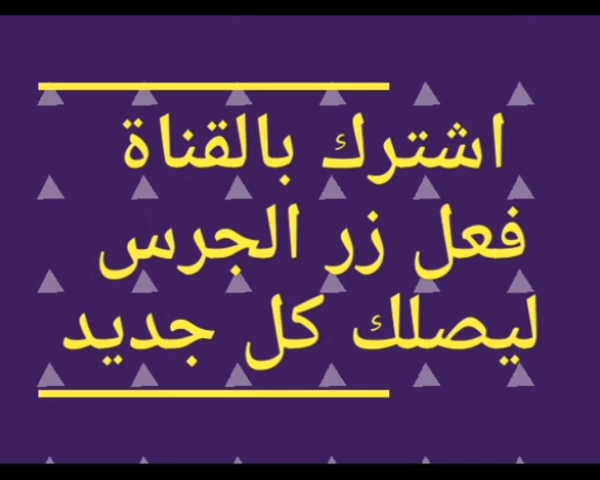 اشترك بالقناة
فعل زر الجرس
ليصلك كل جديد